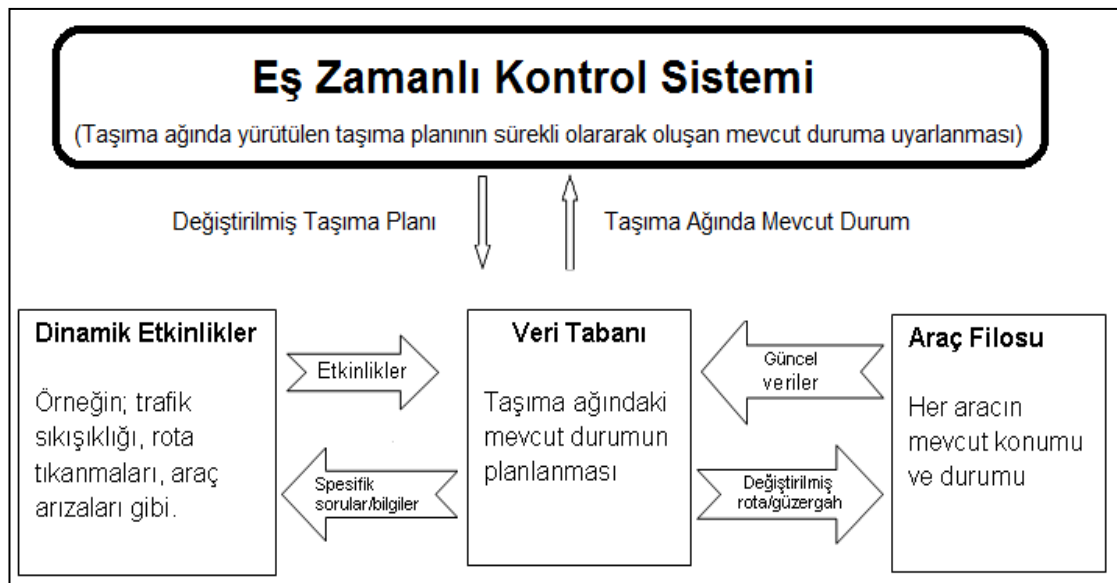 Eş Zamanlı Kontrol Sistemi
(Taşıma ağında yürütülen taşıma planının sürekli olararak oluşan mevcut duruma uyarlanması)
Değiştirilmiş Taşıma Planı
Taşıma Ağında Mevcut Durum
Dinamik Etkinlikler
Örneğin; trafik
sıkışıklığı, rota
tıkanmaları, araç
arızaları gibi.
Etkinlikler
Spesifik
sorular/bilgiler
Veri Tabanı
Taşıma ağındaki
mevcut durumun
planlanması
Güncel
veriler
Değiştirilmiş
rota/güzergah
Araç Filosu
Her aracın
mevcut konumu
ve durumu